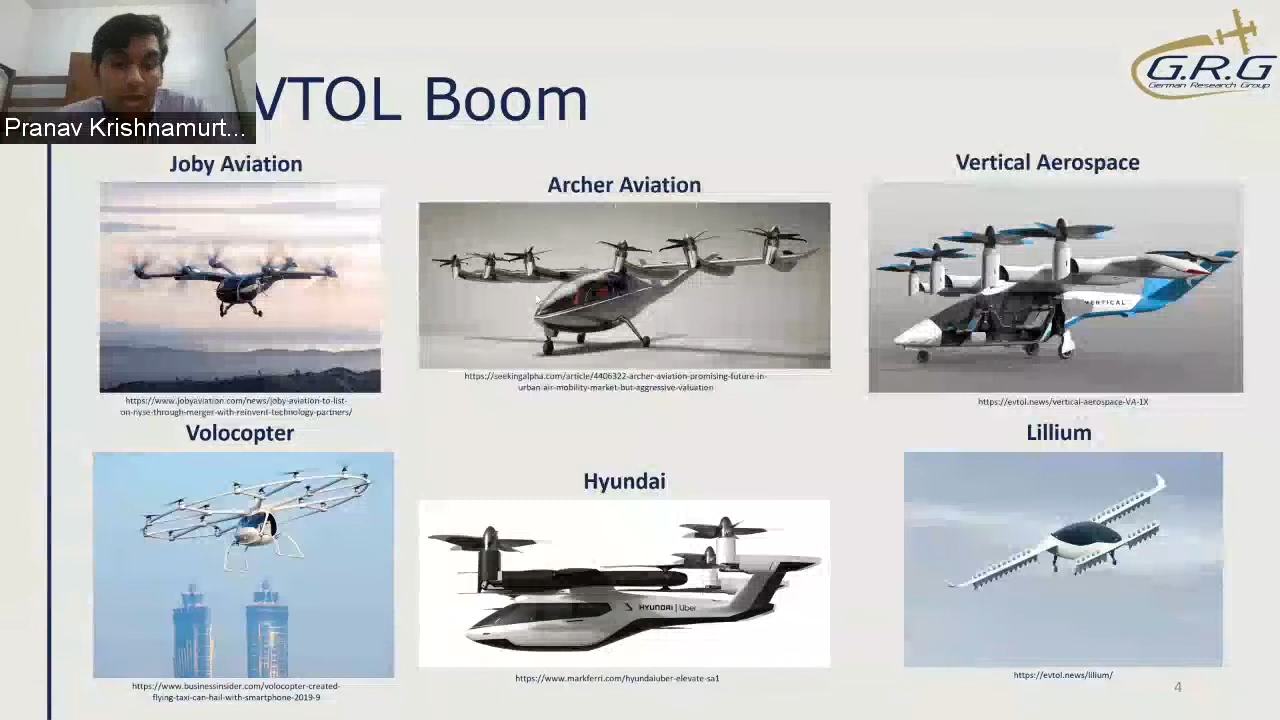 G.R.G
German Research Group
VTOL Boom
Pranav Krishnamurt...
Joby Aviation
Archer Aviation
Vertical Aerospace
VERTICAL
https://www.jobyaviation.com/news/joby-aviation-to-list-
on-nyse-through-merger-with-reinvent-technology-partners/
https://seekingalpha.com/article/4406322-archer-aviation-promising-future-in-
urban-air-mobility-market-but-aggressive-valuation
https://evtol.news/vertical-aerospace-VA-1X
Volocopter
Hyundai
Lillium
HYUNDAI | Uber
https://www.businessinsider.com/volocopter-created-
flying-taxi-can-hail-with-smartphone-2019-9
https://www.markferri.com/hyundaiuber-elevate-sa1
https://evtol.news/lilium/
4